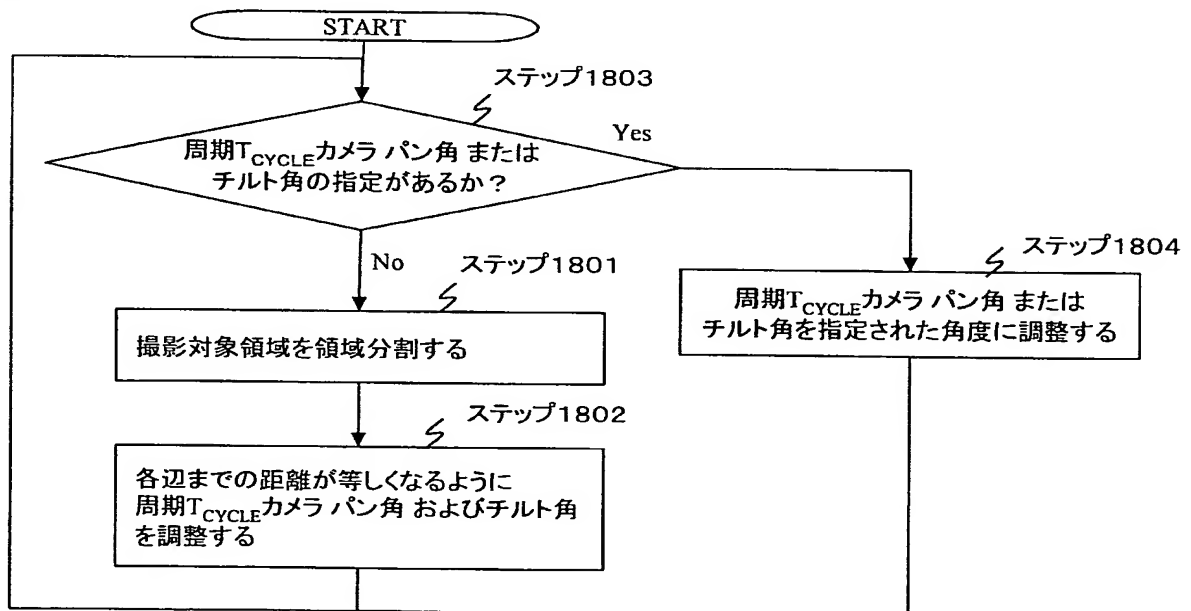 START
ステップ1803
周期TCYCLEカメラ パン角 または
チルト角の指定があるか?
Yes
No
ステップ1801
撮影対象領域を領域分割する
ステップ1802
各辺までの距離が等しくなるように
周期TCYCLEカメラ パン角 およびチルト角
を調整する
ステップ1804
周期TCYCLEカメラ パン角 または
チルト角を指定された角度に調整する